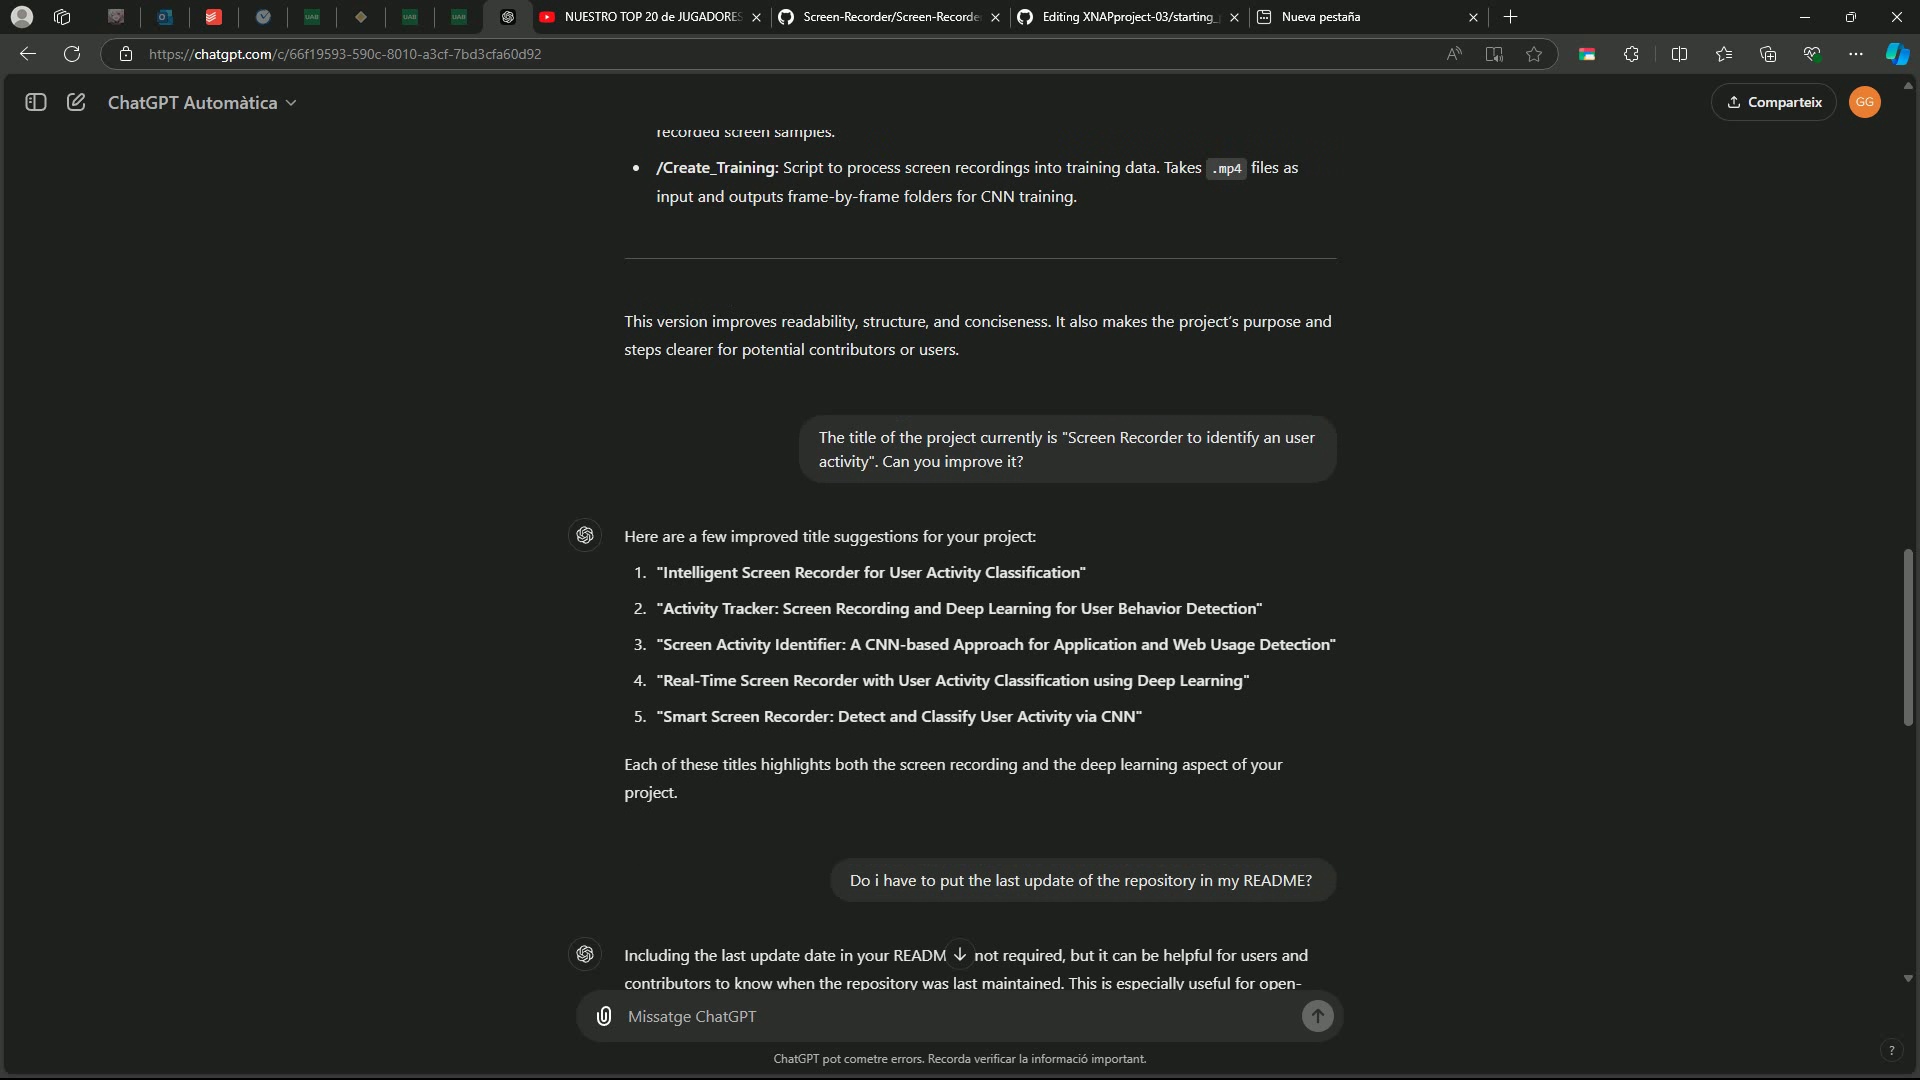 NUESTRO TOP 20 de JUGADORES
Screen-Recorder/Screen-Recorde
Editing XNAPproject-03/starting_
Nueva pestaña
https://chatgpt.com/c/66f19593-590c-8010-a3cf-7bd3cfa60d92
ChatGPT Automàtica
Comparteix
GG
recorded screen samples.
• /Create_Training: Script to process screen recordings into training data. Takes .mp4 files as
input and outputs frame-by-frame folders for CNN training.
This version improves readability, structure, and conciseness. It also makes the project's purpose and
steps clearer for potential contributors or users.
The title of the project currently is "Screen Recorder to identify an user
activity". Can you improve it?
Here are a few improved title suggestions for your project:
1. "Intelligent Screen Recorder for User Activity Classification"
2. "Activity Tracker: Screen Recording and Deep Learning for User Behavior Detection"
3. "Screen Activity Identifier: A CNN-based Approach for Application and Web Usage Detection"
4. "Real-Time Screen Recorder with User Activity Classification using Deep Learning"
5. "Smart Screen Recorder: Detect and Classify User Activity via CNN"
Each of these titles highlights both the screen recording and the deep learning aspect of your
project.
Do i have to put the last update of the repository in my README?
Including the last update date in your READM not required, but it can be helpful for users and
contributors to know when the repository was last maintained. This is especially useful for open-
Missatge ChatGPT
ChatGPT pot cometre errors. Recorda verificar la informació important.
?